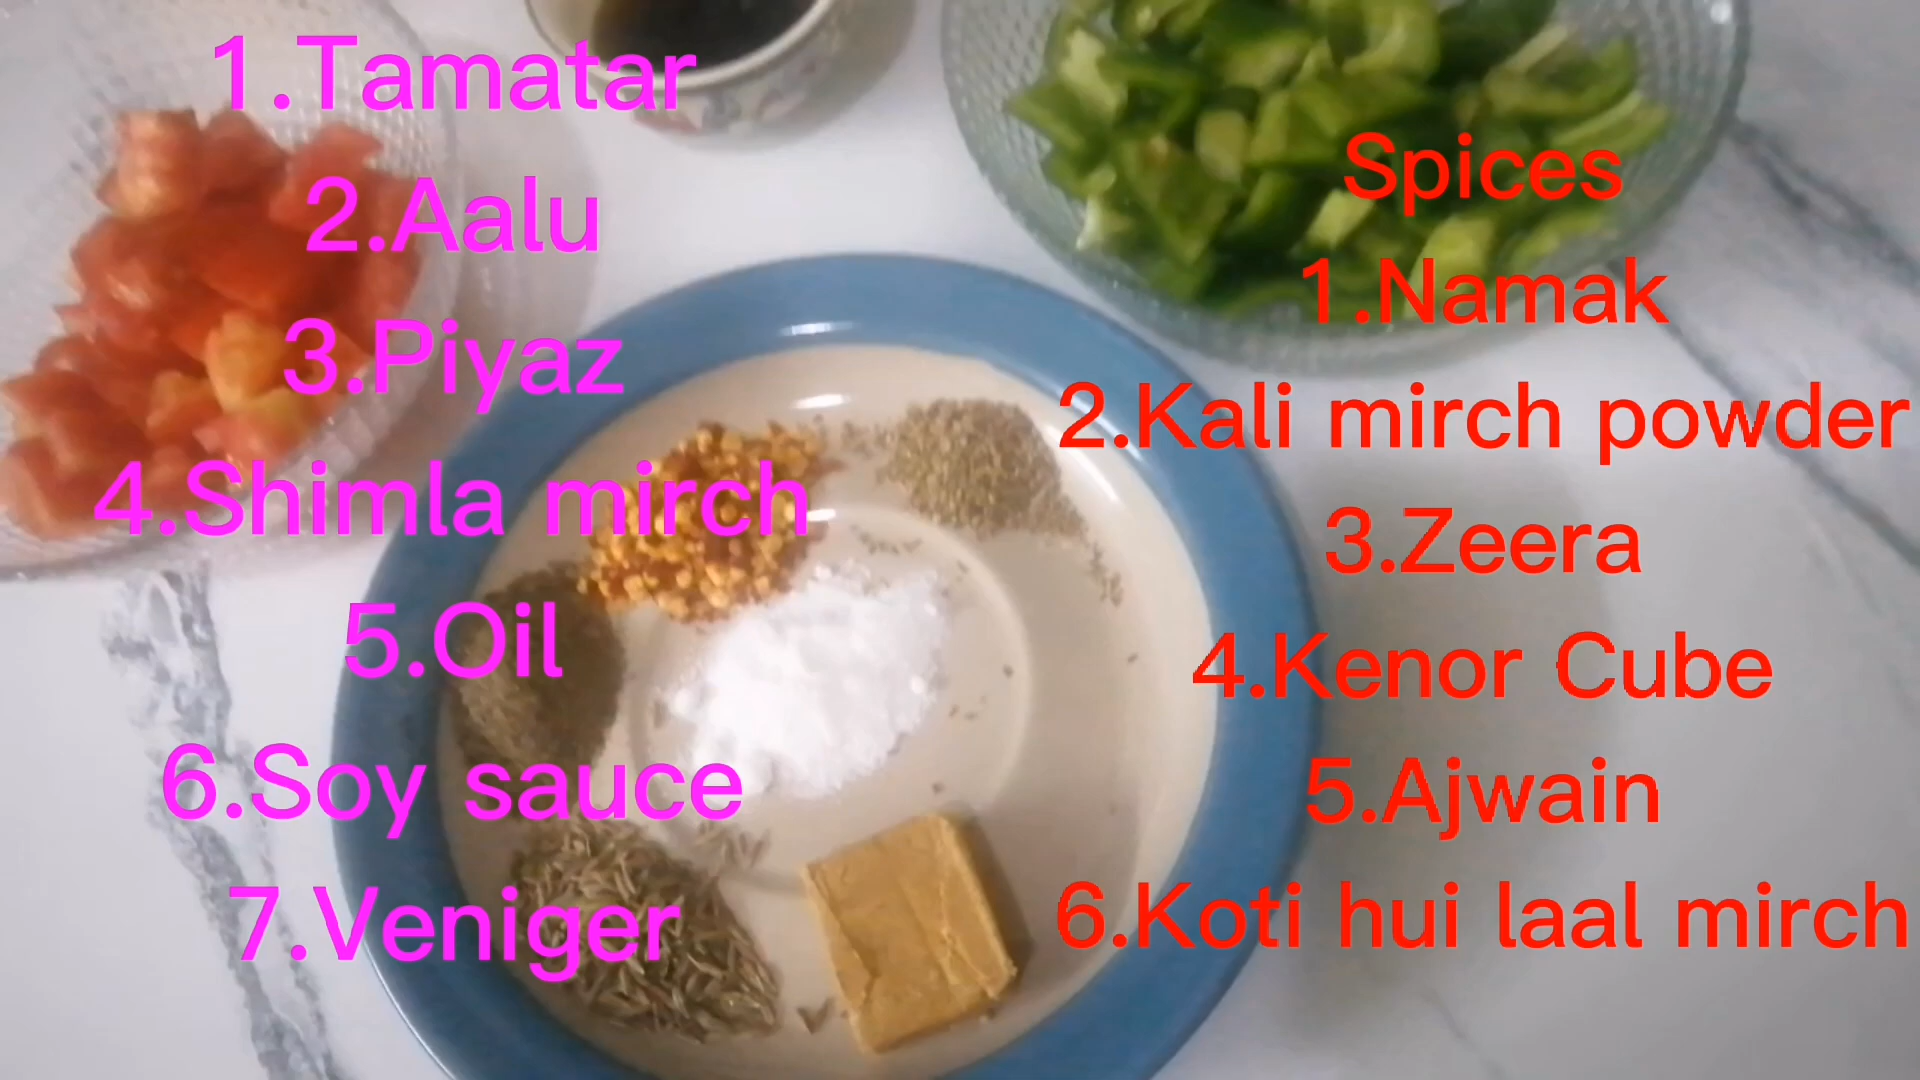 1.Tamatar
2.Aalu
3.Piyaz
4.Shimla mirch
5.Oil
6.Soy sauce
7.Veniger
Spices
1.Namak
2.Kali mirch powder
3.Zeera
4.Kenor Cube
5.Ajwain
6.Koti hui laal mirch